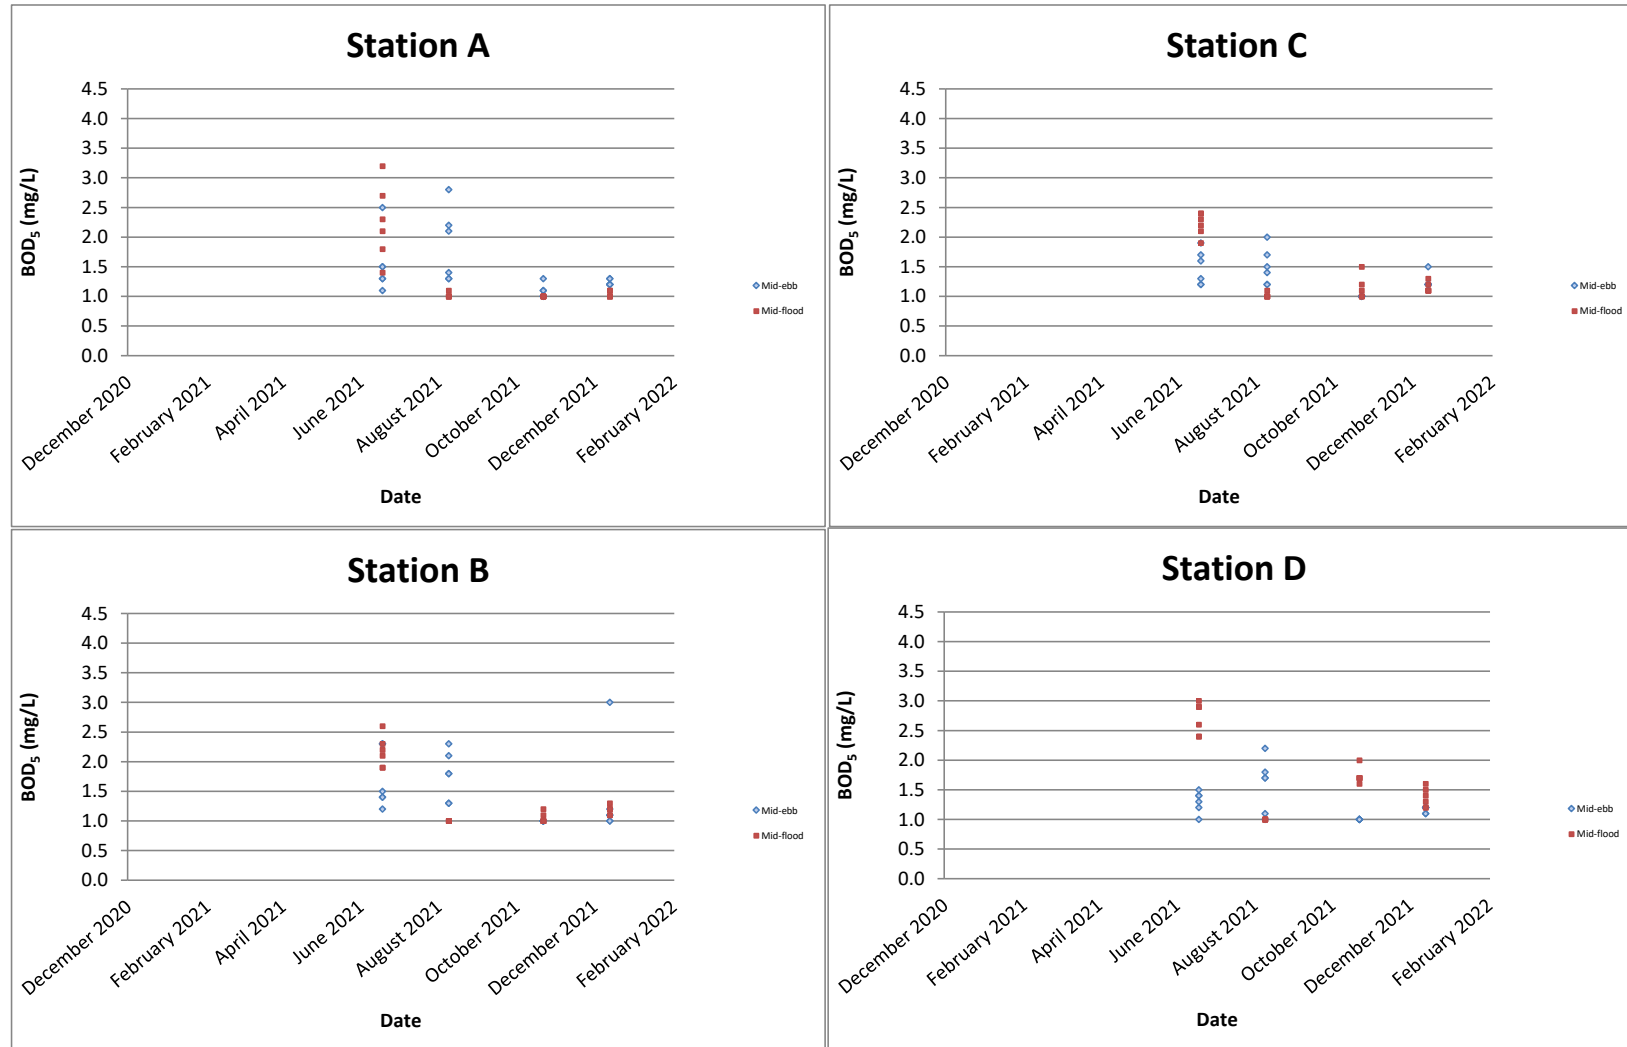 Station A
4.5
4.0
3.5
3.0
2.5
2.0
1.5
1.0
0.5
0.0
BOD5 (mg/L)
December 2020
February 2021
April 2021
June 2021
August 2021
October 2021
December 2021
February 2022
Date
Mid-ebb
Mid-flood
Station C
4.5
4.0
3.5
3.0
2.5
2.0
1.5
1.0
0.5
0.0
BOD5 (mg/L)
December 2020
February 2021
April 2021
June 2021
August 2021
October 2021
December 2021
February 2022
Date
Mid-ebb
Mid-flood
Station B
4.5
4.0
3.5
3.0
2.5
2.0
1.5
1.0
0.5
0.0
BOD5 (mg/L)
December 2020
February 2021
April 2021
June 2021
August 2021
October 2021
December 2021
February 2022
Date
Mid-ebb
Mid-flood
Station D
4.5
4.0
3.5
3.0
2.5
2.0
1.5
1.0
0.5
0.0
BOD5 (mg/L)
December 2020
February 2021
April 2021
June 2021
August 2021
October 2021
December 2021
February 2022
Date
Mid-ebb
Mid-flood